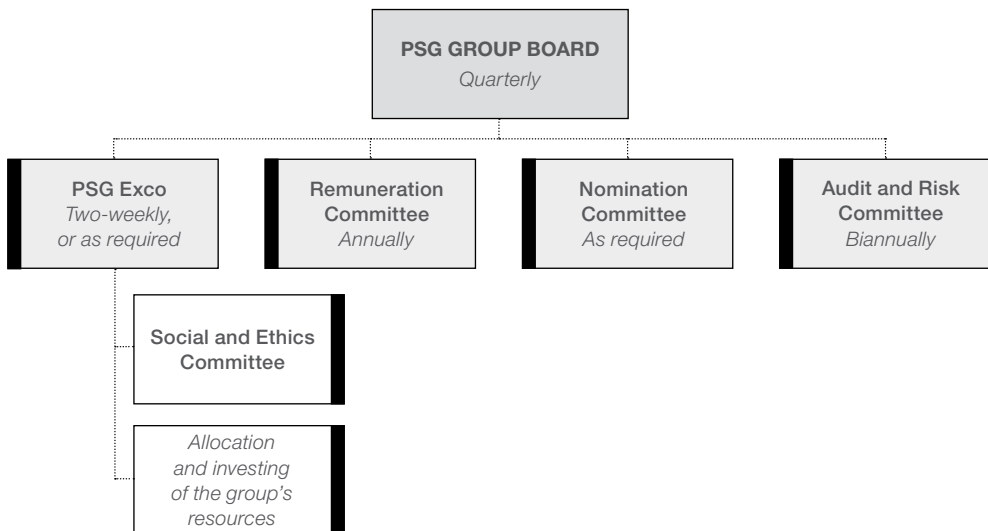 PSG GROUP BOARD
Quarterly
PSG Exco
Two-weekly,
or as required
Remuneration
Committee
Annually
Nomination
Committee
As required
Audit and Risk
Committee
Biannually
Social and Ethics
Committee
Allocation
and investing
of the group's
resources